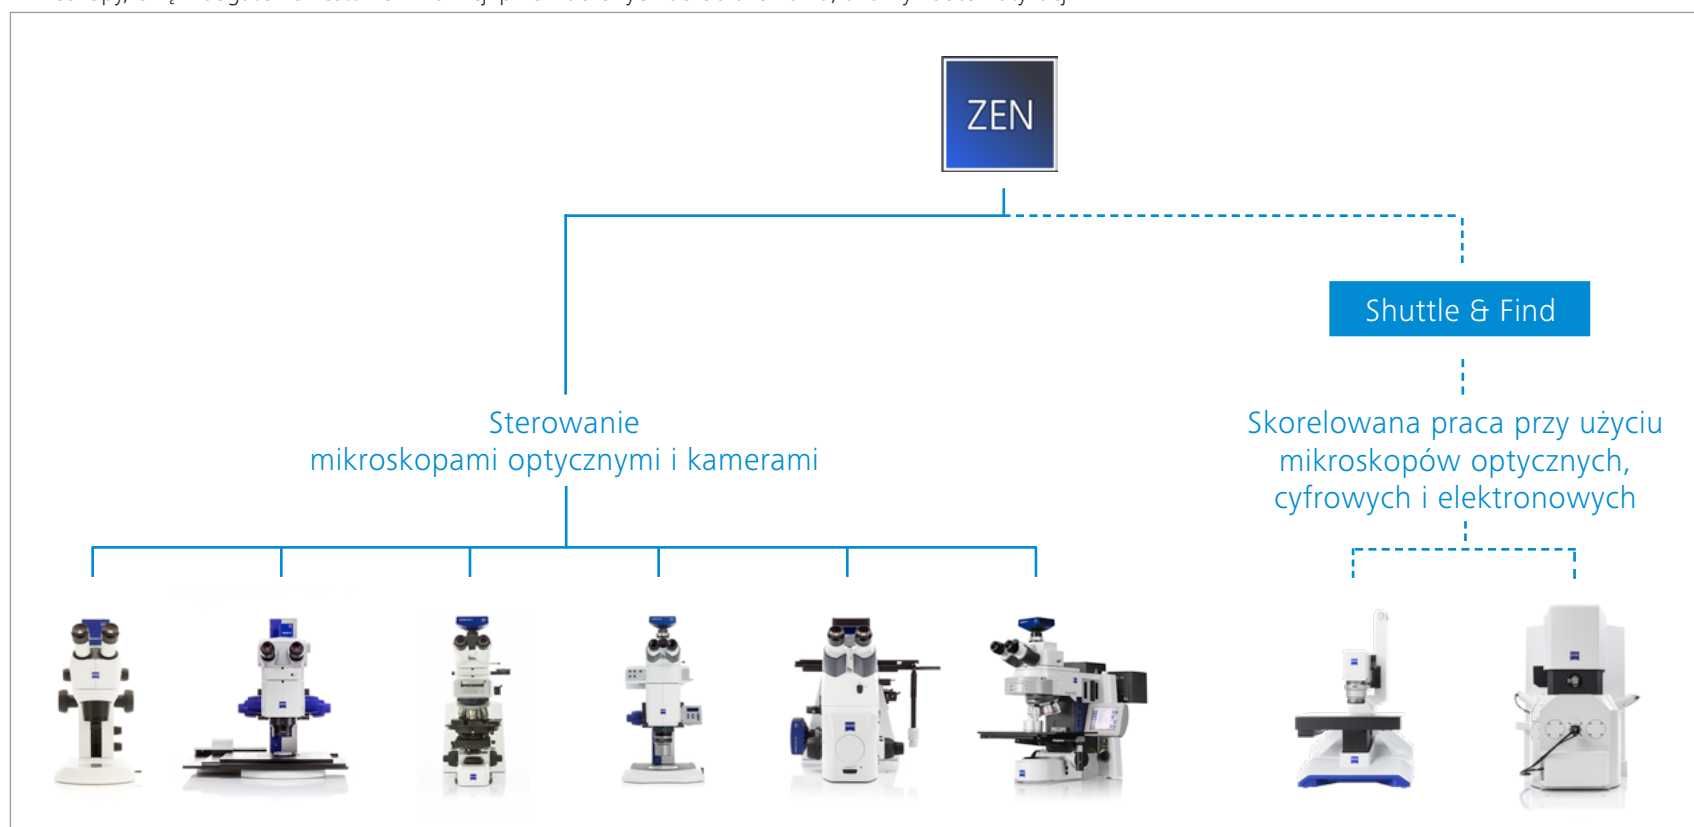 ZEN
Shuttle & Find
Sterowanie
mikroskopami optycznymi i kamerami
Skorelowana praca przy użyciu
mikroskopów optycznych,
cyfrowych i elektronowych